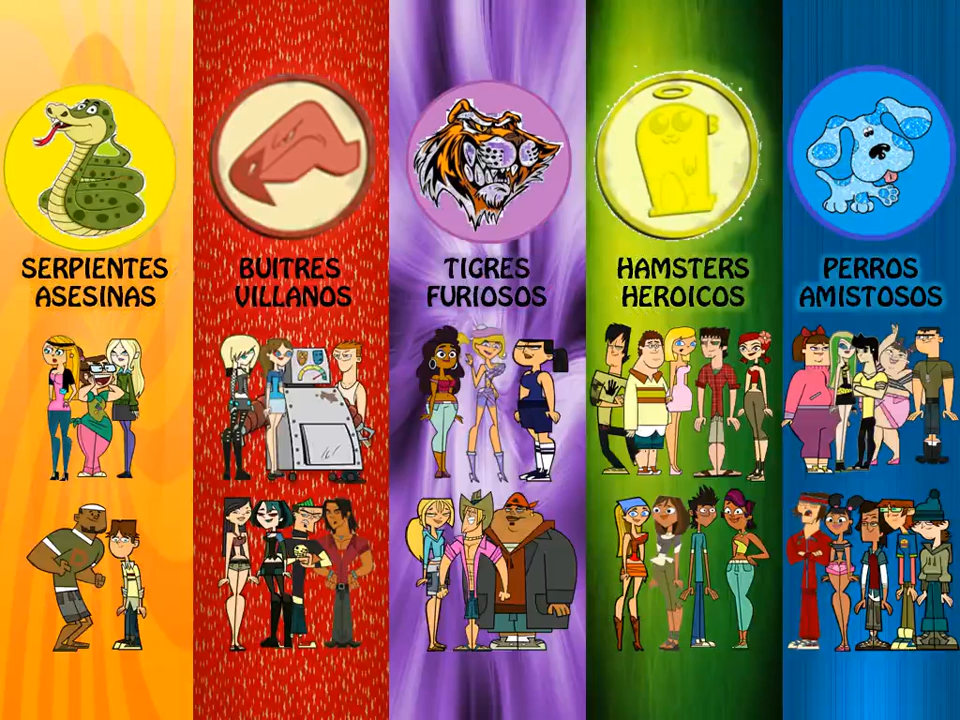 SERPIENTES
ASESINAS
BUITRES
VILLANOS
TIGRES
FURIOSOS
HAMSTERS
HEROICOS
PERROS
AMISTOSOS